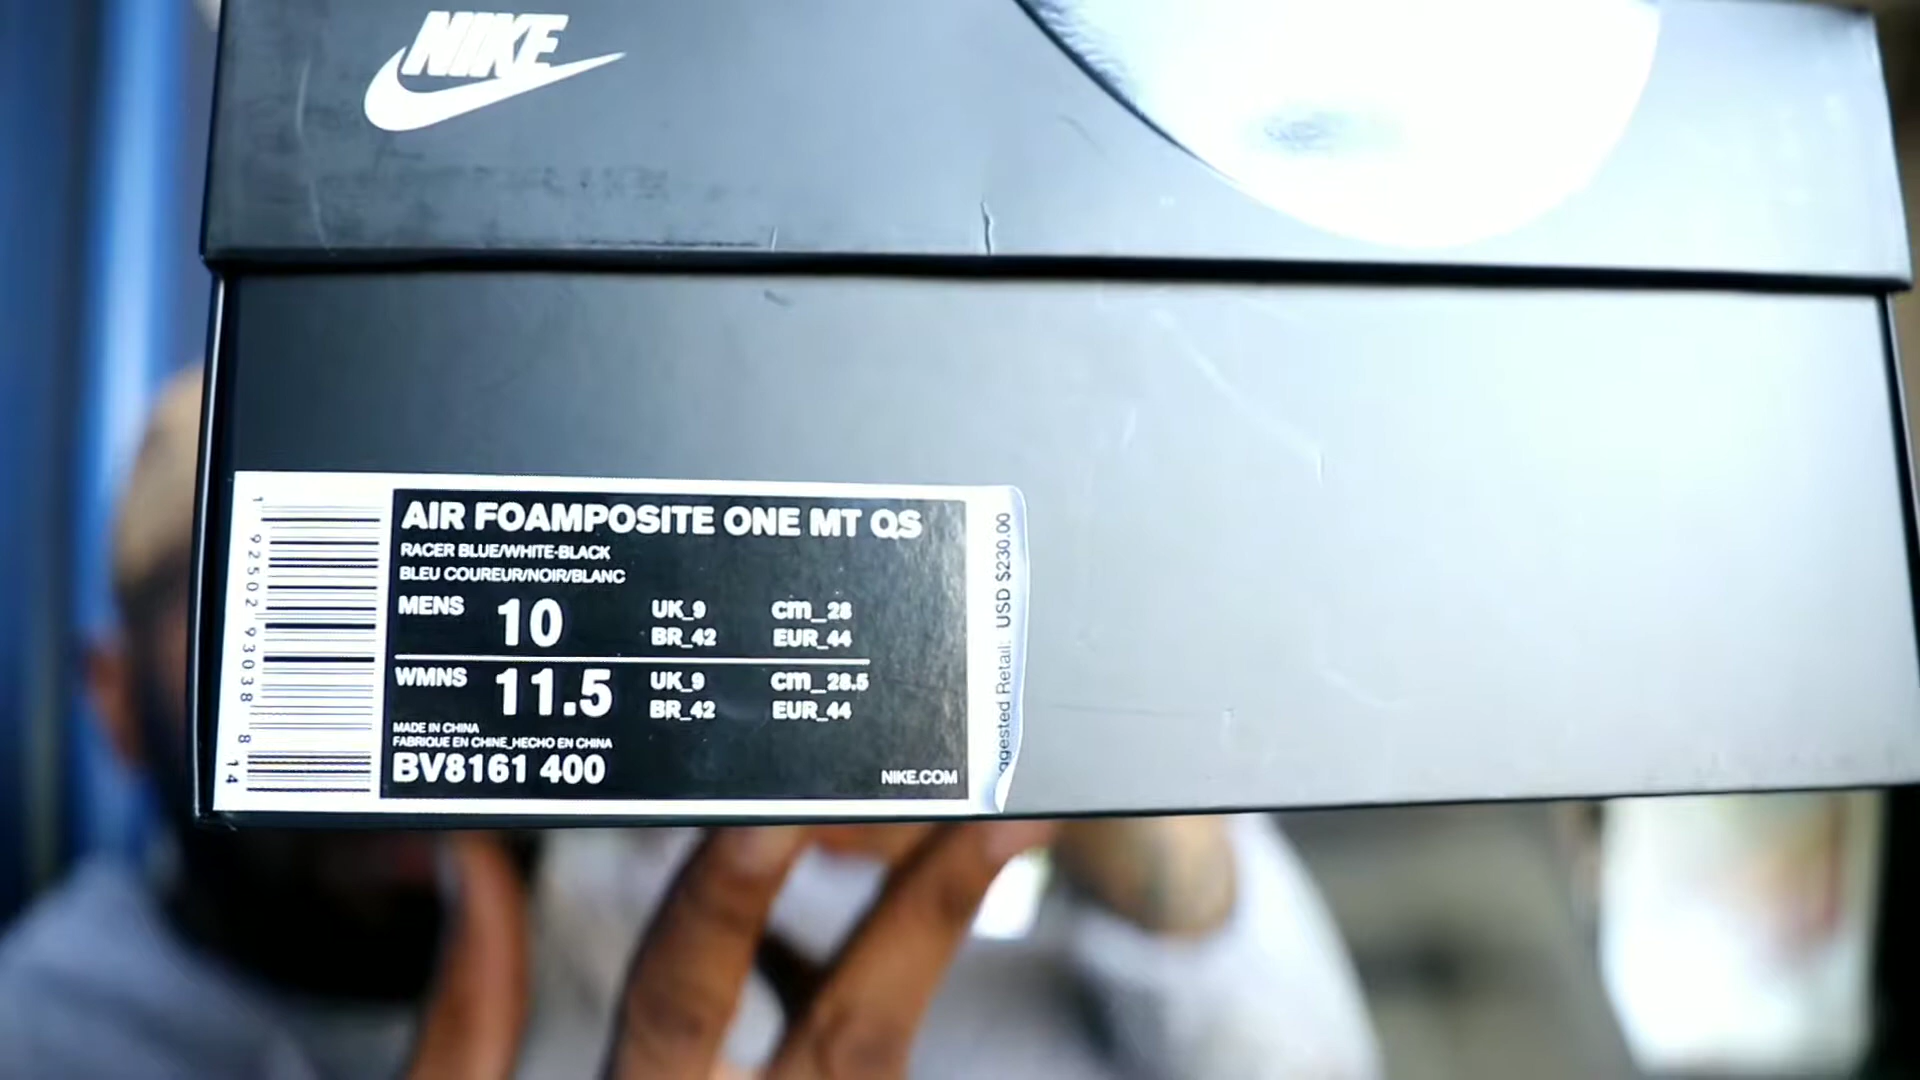 NIKE
AIR FOAMPOSITE ONE MT QS
RACER BLUE/WHITE-BLACK
BLEU COUREUR/NOIR/BLANC
MENS 10 UK_9 cm_28
BR_42 EUR_44
WMNS 11.5 UK_9 cm_28.5
BR_42 EUR_44
MADE IN CHINA
FABRIQUE EN CHINE_HECHO EN CHINA
BV8161 400 NIKE.COM
1 92502 93038 8 14
ggested Retail: USD $230.00